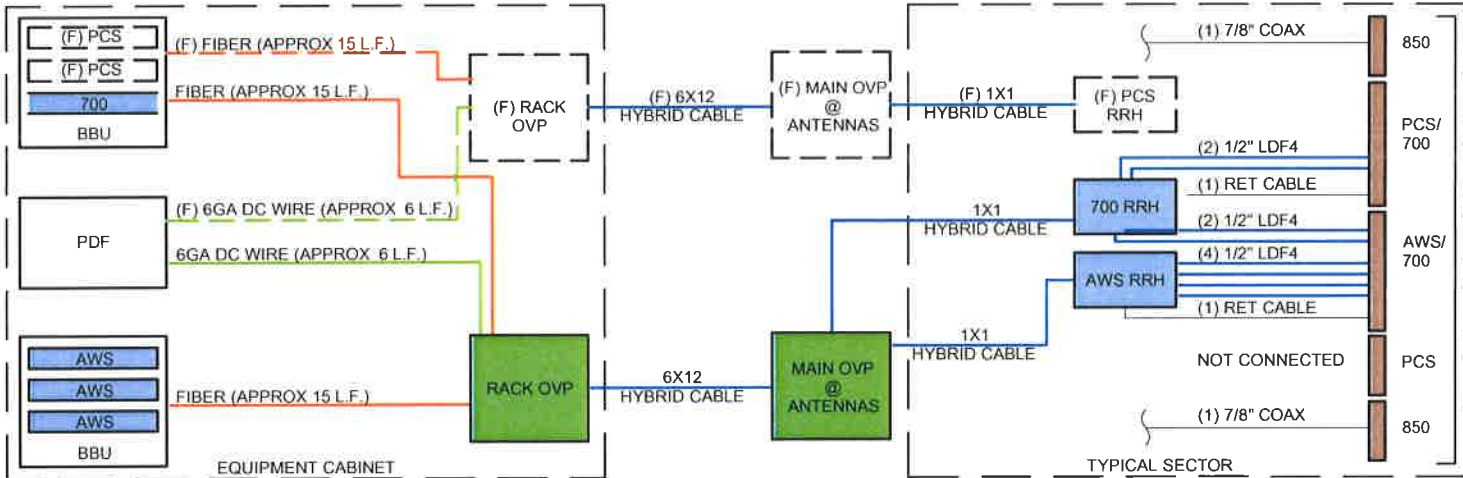 (F) PCS
(F) PCS
700
BBU
(F) FIBER (APPROX 15 L.F.)
FIBER (APPROX 15 L.F.)
(F) RACK
OVP
(F) 6X12
HYBRID CABLE
(F) MAIN OVP
@
ANTENNAS
(F) 1X1
HYBRID CABLE
(F) PCS
RRH
(1) 7/8" COAX
850
PCS/
700
(2) 1/2" LDF4
(1) RET CABLE
700 RRH
1X1
HYBRID CABLE
(2) 1/2" LDF4
(4) 1/2" LDF4
AWS/
700
AWS RRH
(1) RET CABLE
PDF
(F) 6GA DC WIRE (APPROX 6 L.F.)
6GA DC WIRE (APPROX 6 L.F.)
AWS
AWS
AWS
BBU
FIBER (APPROX 15 L.F.)
RACK OVP
6X12
HYBRID CABLE
MAIN OVP
@
ANTENNAS
1X1
HYBRID CABLE
NOT CONNECTED
PCS
(1) 7/8" COAX
850
EQUIPMENT CABINET
TYPICAL SECTOR